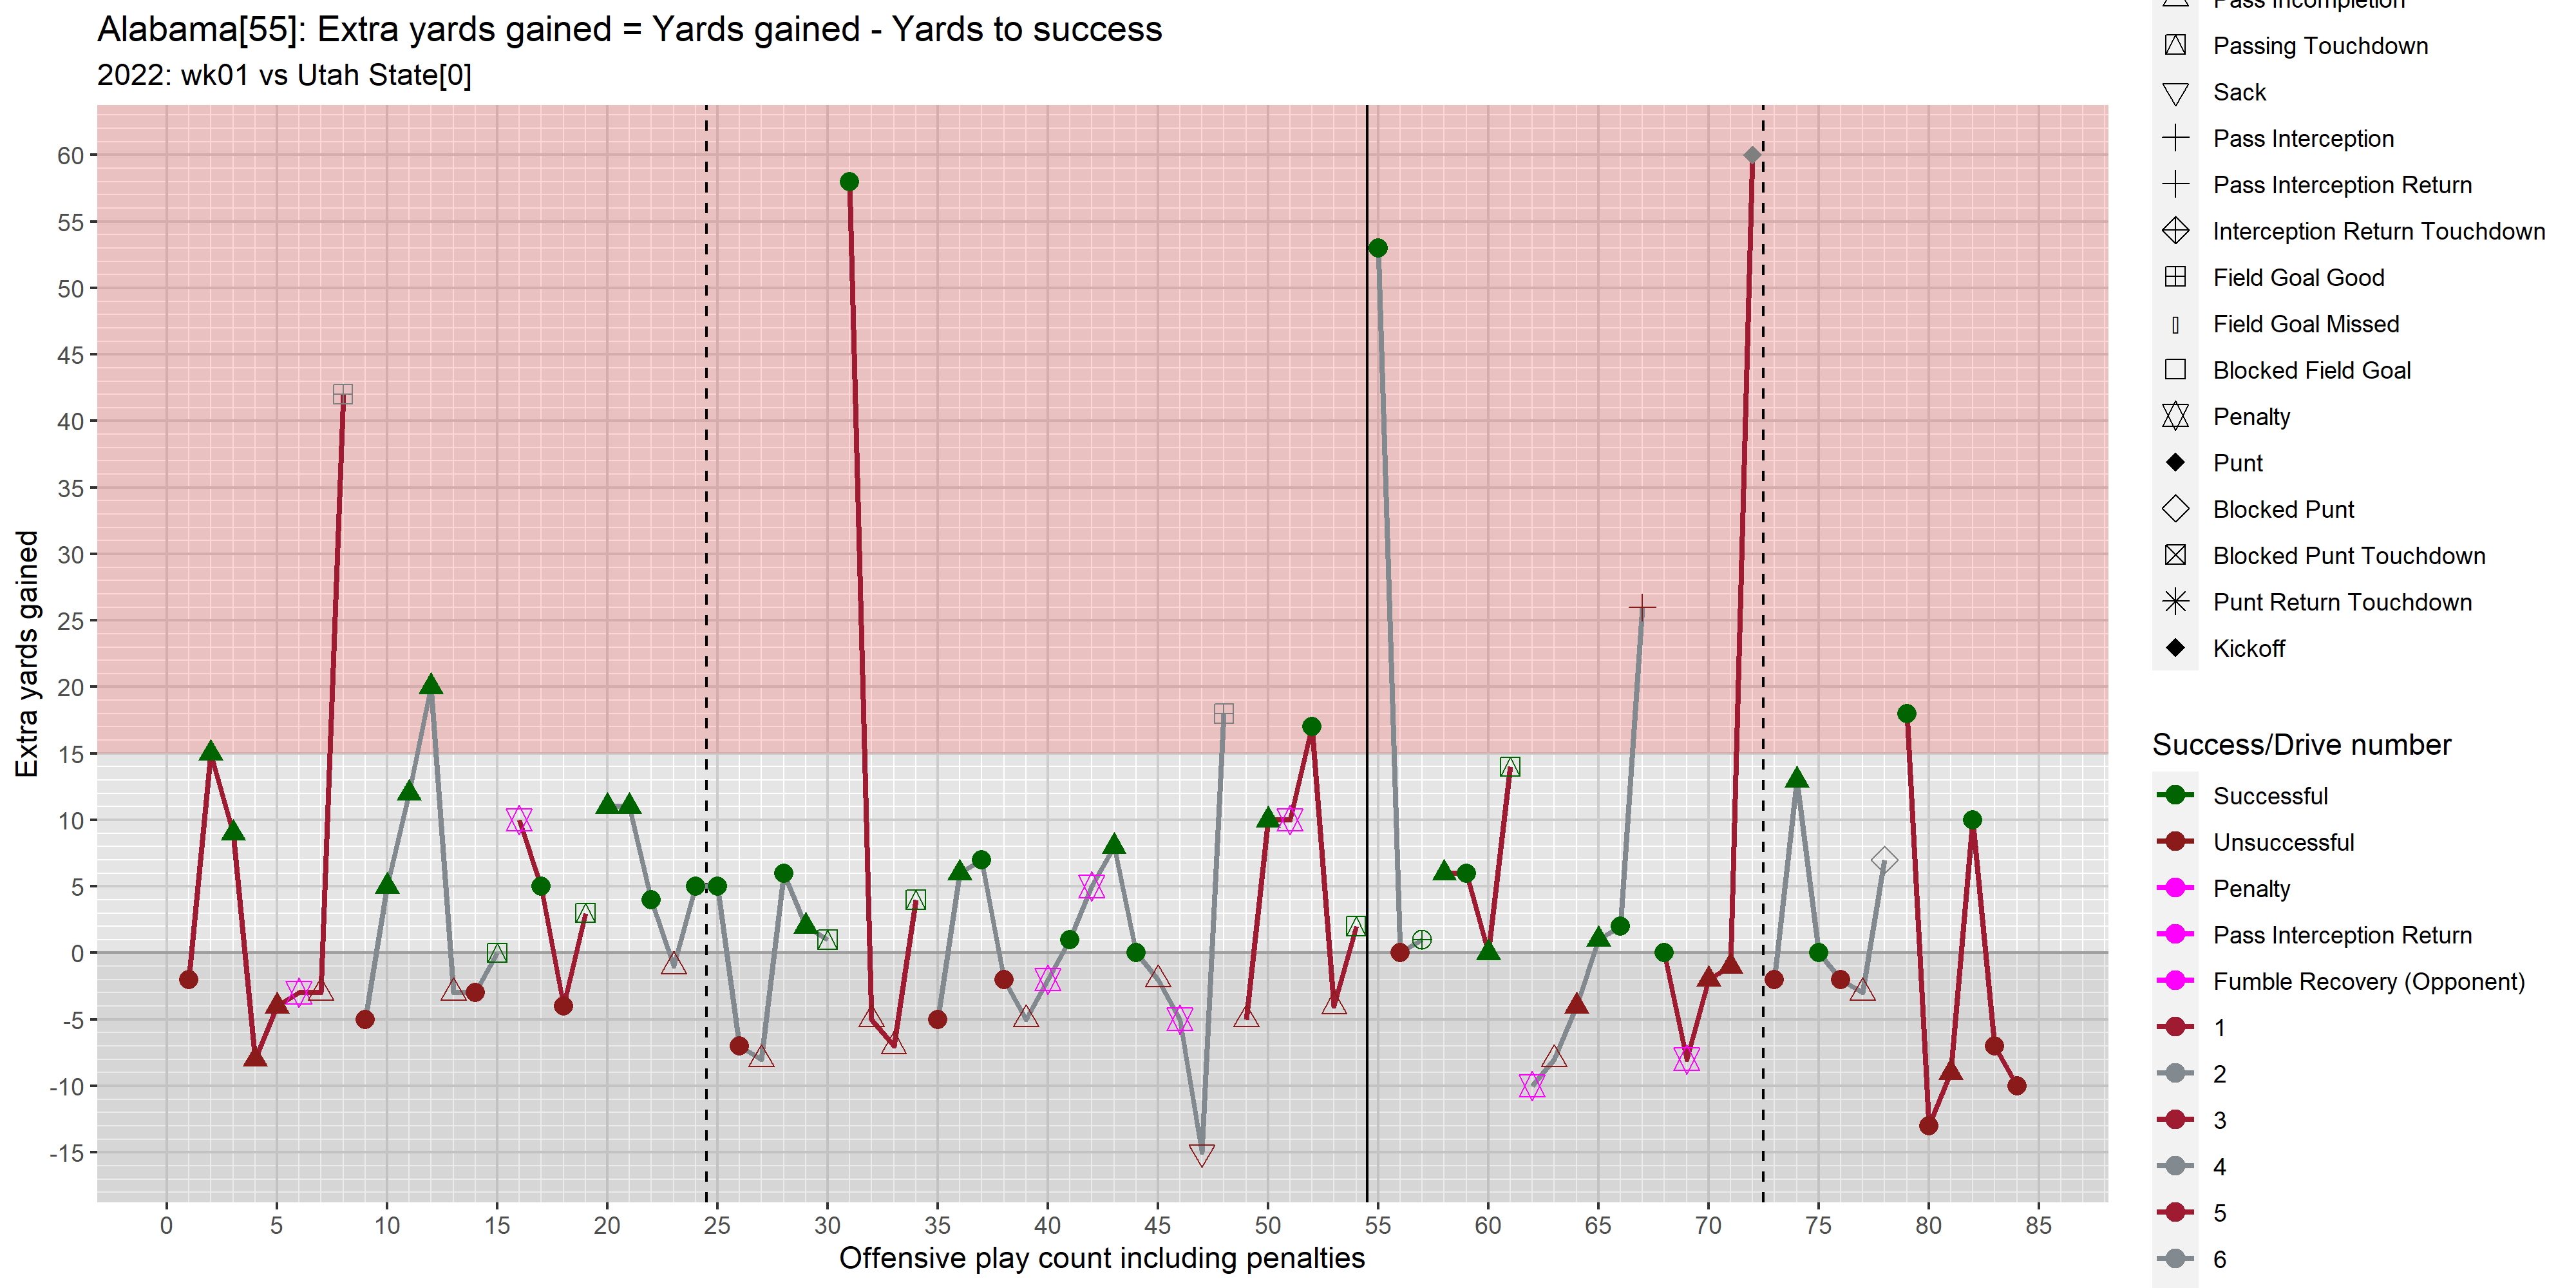 Alabama[55]: Extra yards gained = Yards gained - Yards to success
2022: wk01 vs Utah State[0]
Extra yards gained
60
55
50
45
40
35
30
25
20
15
10
5
0
-5
-10
-15
0 5 10 15 20 25 30 35 40 45 50 55 60 65 70 75 80 85
Offensive play count including penalties
Pass Incompletion
Passing Touchdown
Sack
Pass Interception
Pass Interception Return
Interception Return Touchdown
Field Goal Good
Field Goal Missed
Blocked Field Goal
Penalty
Punt
Blocked Punt
Blocked Punt Touchdown
Punt Return Touchdown
Kickoff
Success/Drive number
Successful
Unsuccessful
Penalty
Pass Interception Return
Fumble Recovery (Opponent)
1
2
3
4
5
6